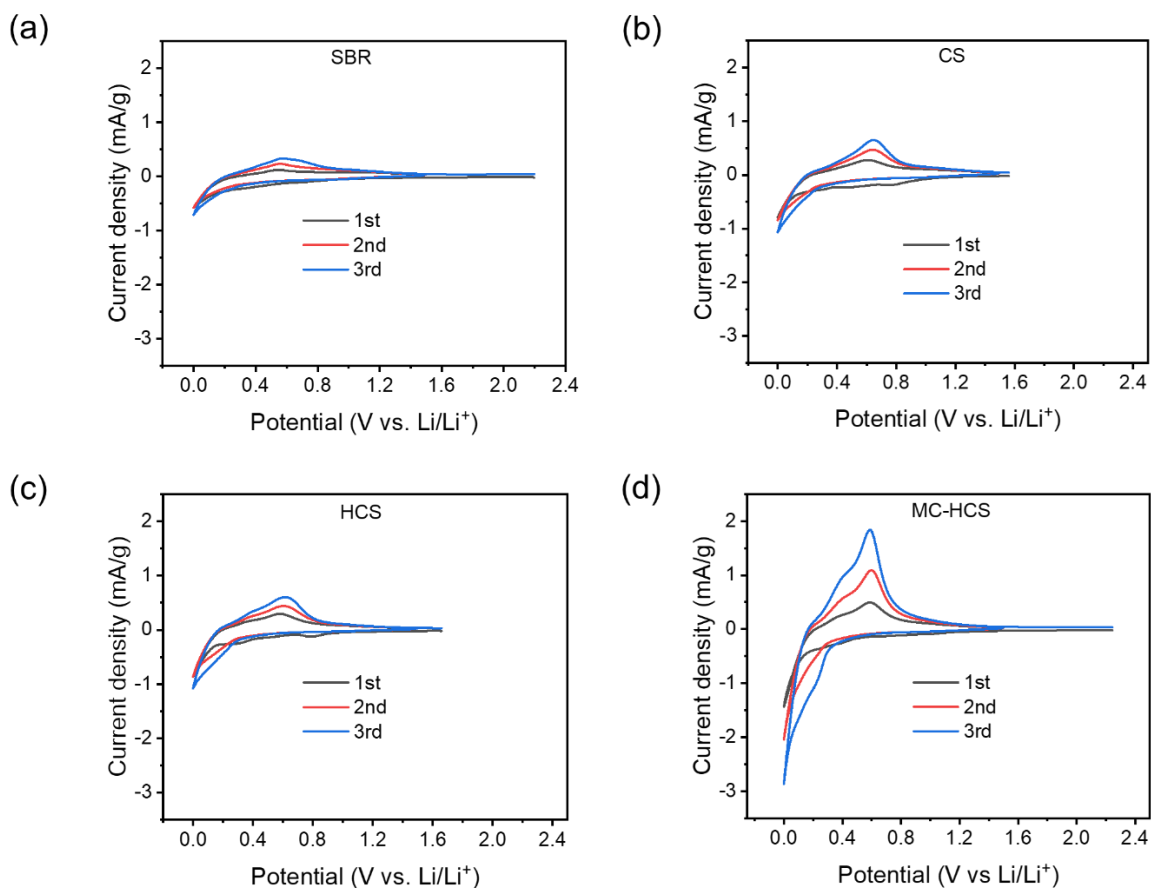 (a)
SBR
2
1
0
-1
-2
-3
Current density (mA/g)
1st
2nd
3rd
0.0 0.4 0.8 1.2 1.6 2.0 2.4
Potential (V vs. Li/Li⁺)
(b)
CS
2
1
0
-1
-2
-3
Current density (mA/g)
1st
2nd
3rd
0.0 0.4 0.8 1.2 1.6 2.0 2.4
Potential (V vs. Li/Li⁺)
(c)
HCS
2
1
0
-1
-2
-3
Current density (mA/g)
1st
2nd
3rd
0.0 0.4 0.8 1.2 1.6 2.0 2.4
Potential (V vs. Li/Li⁺)
(d)
MC-HCS
2
1
0
-1
-2
-3
Current density (mA/g)
1st
2nd
3rd
0.0 0.4 0.8 1.2 1.6 2.0 2.4
Potential (V vs. Li/Li⁺)